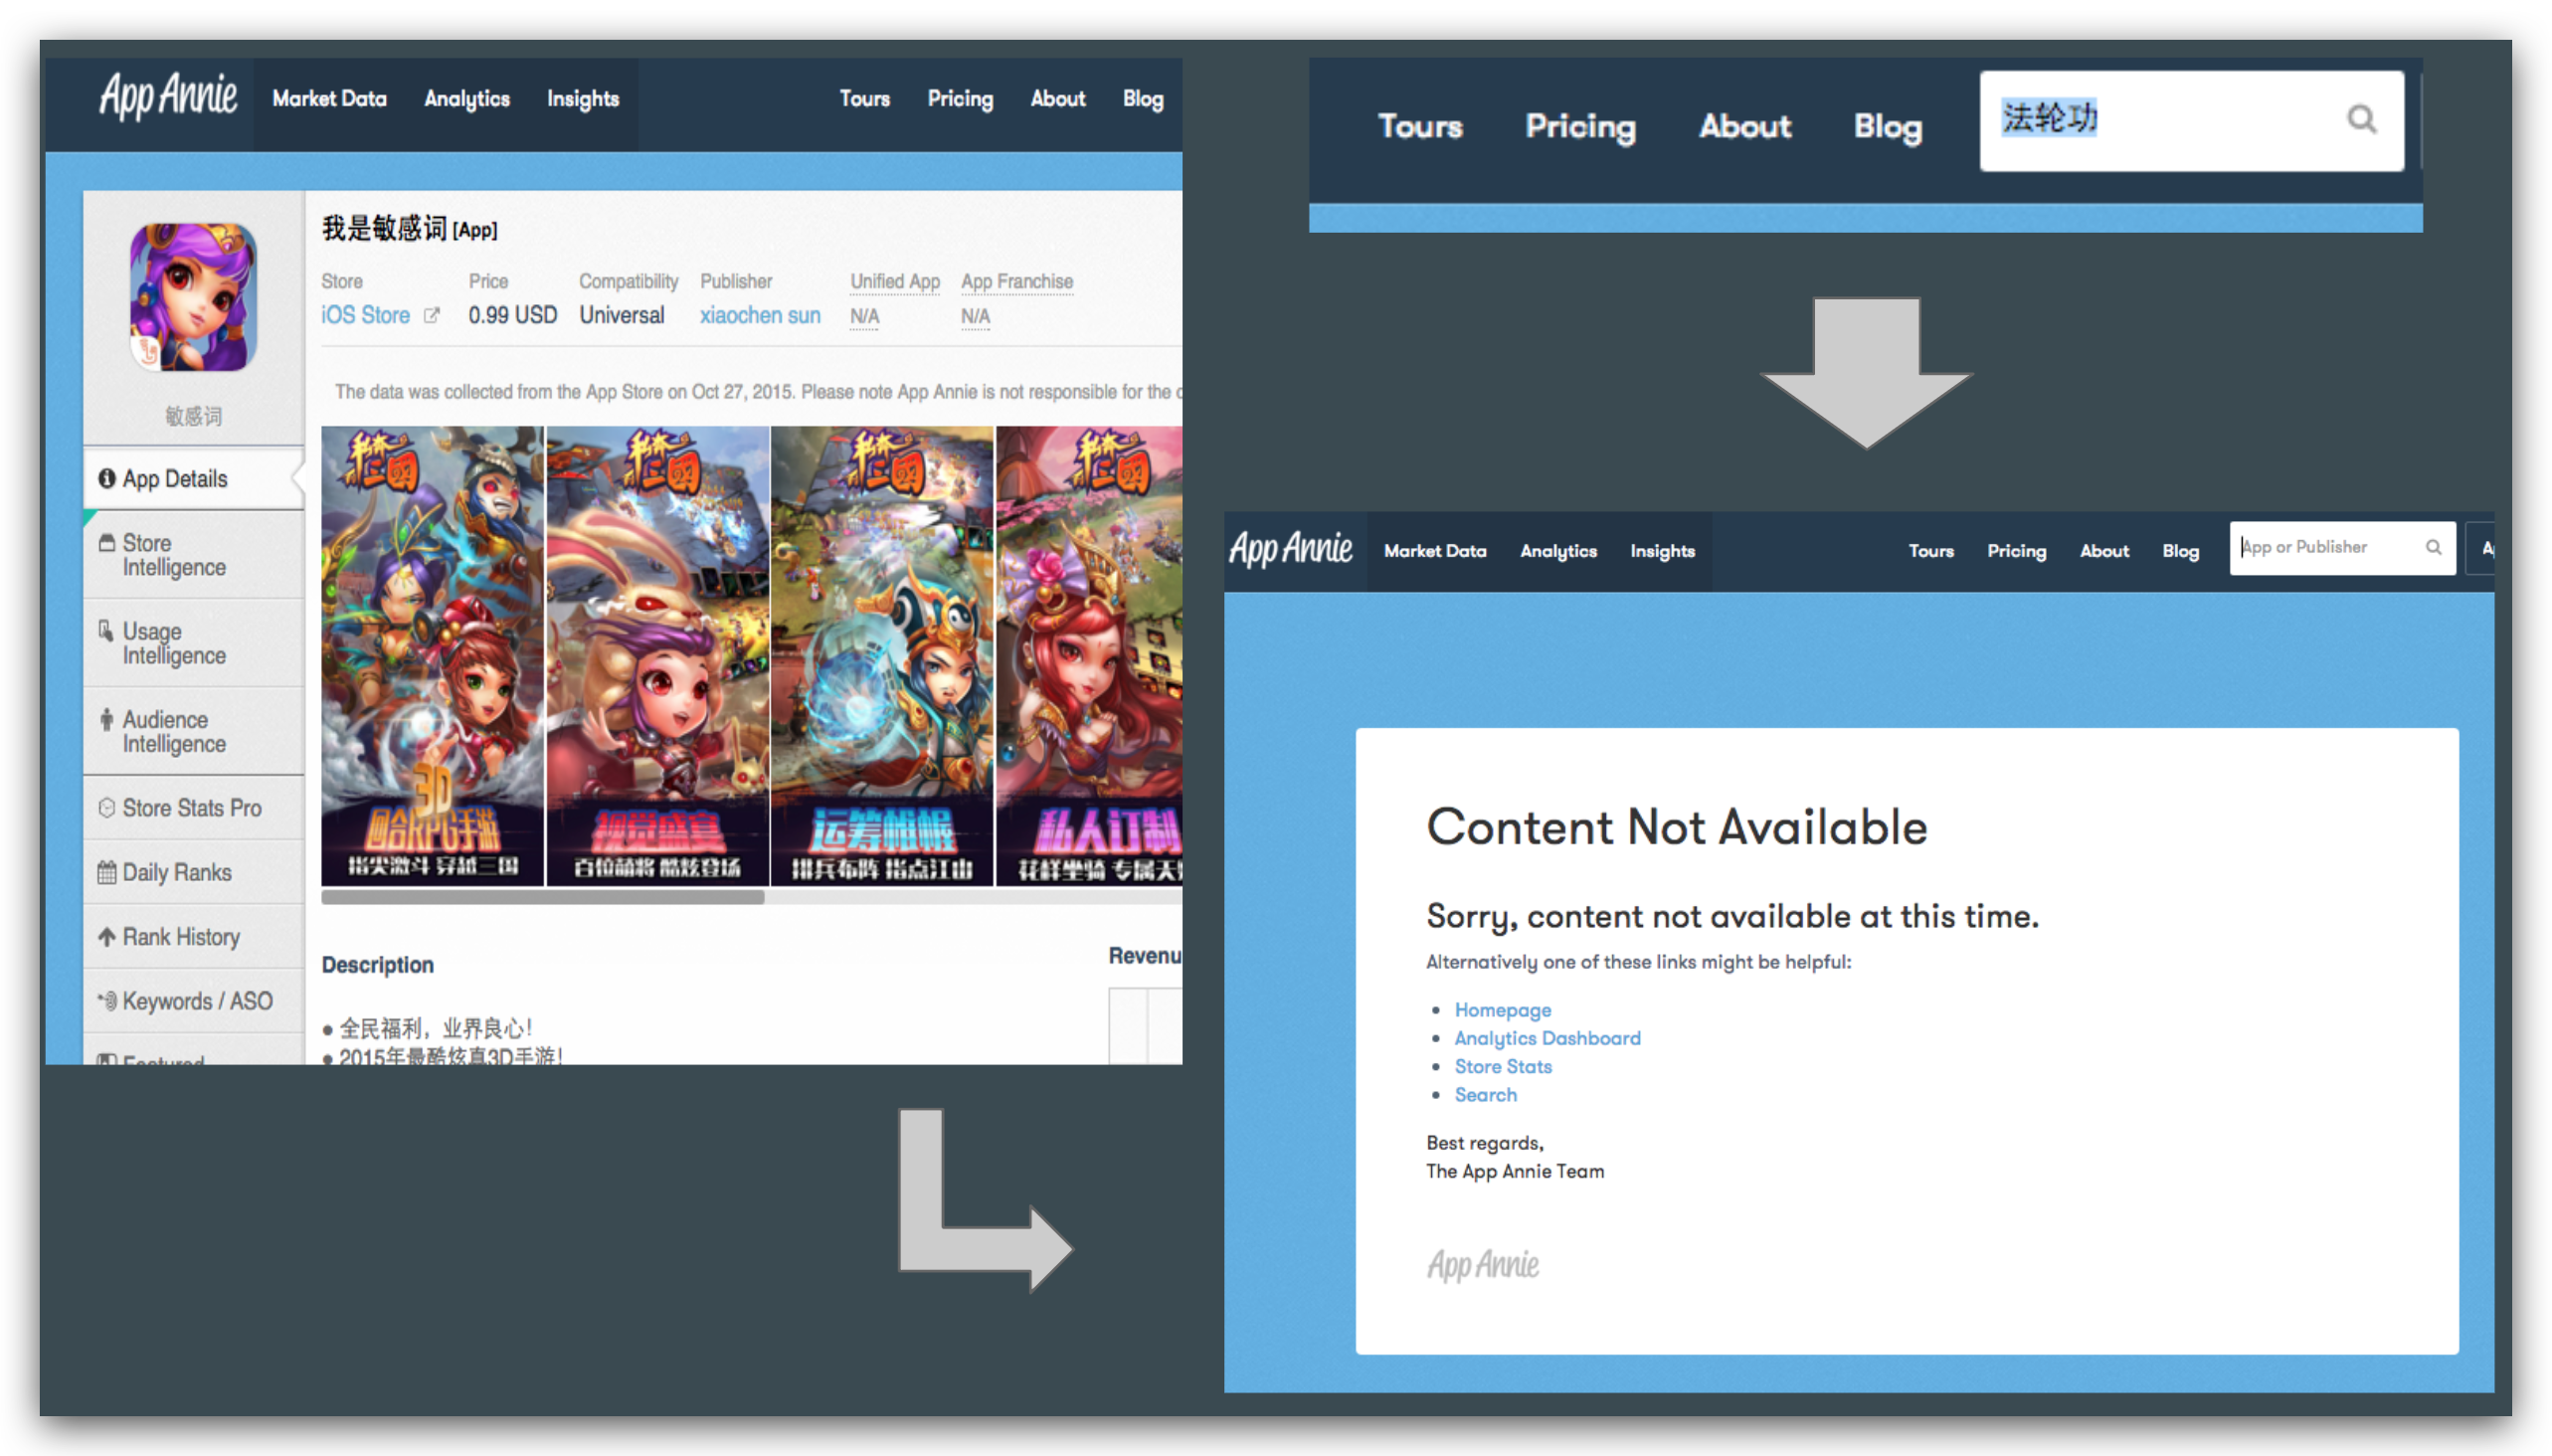 App Annie Market Data Analytics Insights Tours Pricing About Blog
我是敏感词 [App]
Store Price Compatibility Publisher Unified App App Franchise
iOS Store 0.99 USD Universal xiaochen sun N/A N/A
The data was collected from the App Store on Oct 27, 2015. Please note App Annie is not responsible for the
敏感词
App Details
Store
Intelligence
Usage
Intelligence
Audience
Intelligence
Store Stats Pro
Daily Ranks
Rank History
Keywords / ASO
Featured
3D
回合RPG手游
指尖激斗 穿越三国
视觉盛宴
百位萌将 酷炫登场
运筹帷幄
排兵布阵 指点江山
私人订制
花样坐骑 专属天
Description
Revenu
● 全民福利，业界良心！
● 2015年最酷炫真3D手游！
Tours Pricing About Blog 法轮功
App Annie Market Data Analytics Insights Tours Pricing About Blog App or Publisher
Content Not Available
Sorry, content not available at this time.
Alternatively one of these links might be helpful:
• Homepage
• Analytics Dashboard
• Store Stats
• Search
Best regards,
The App Annie Team
App Annie